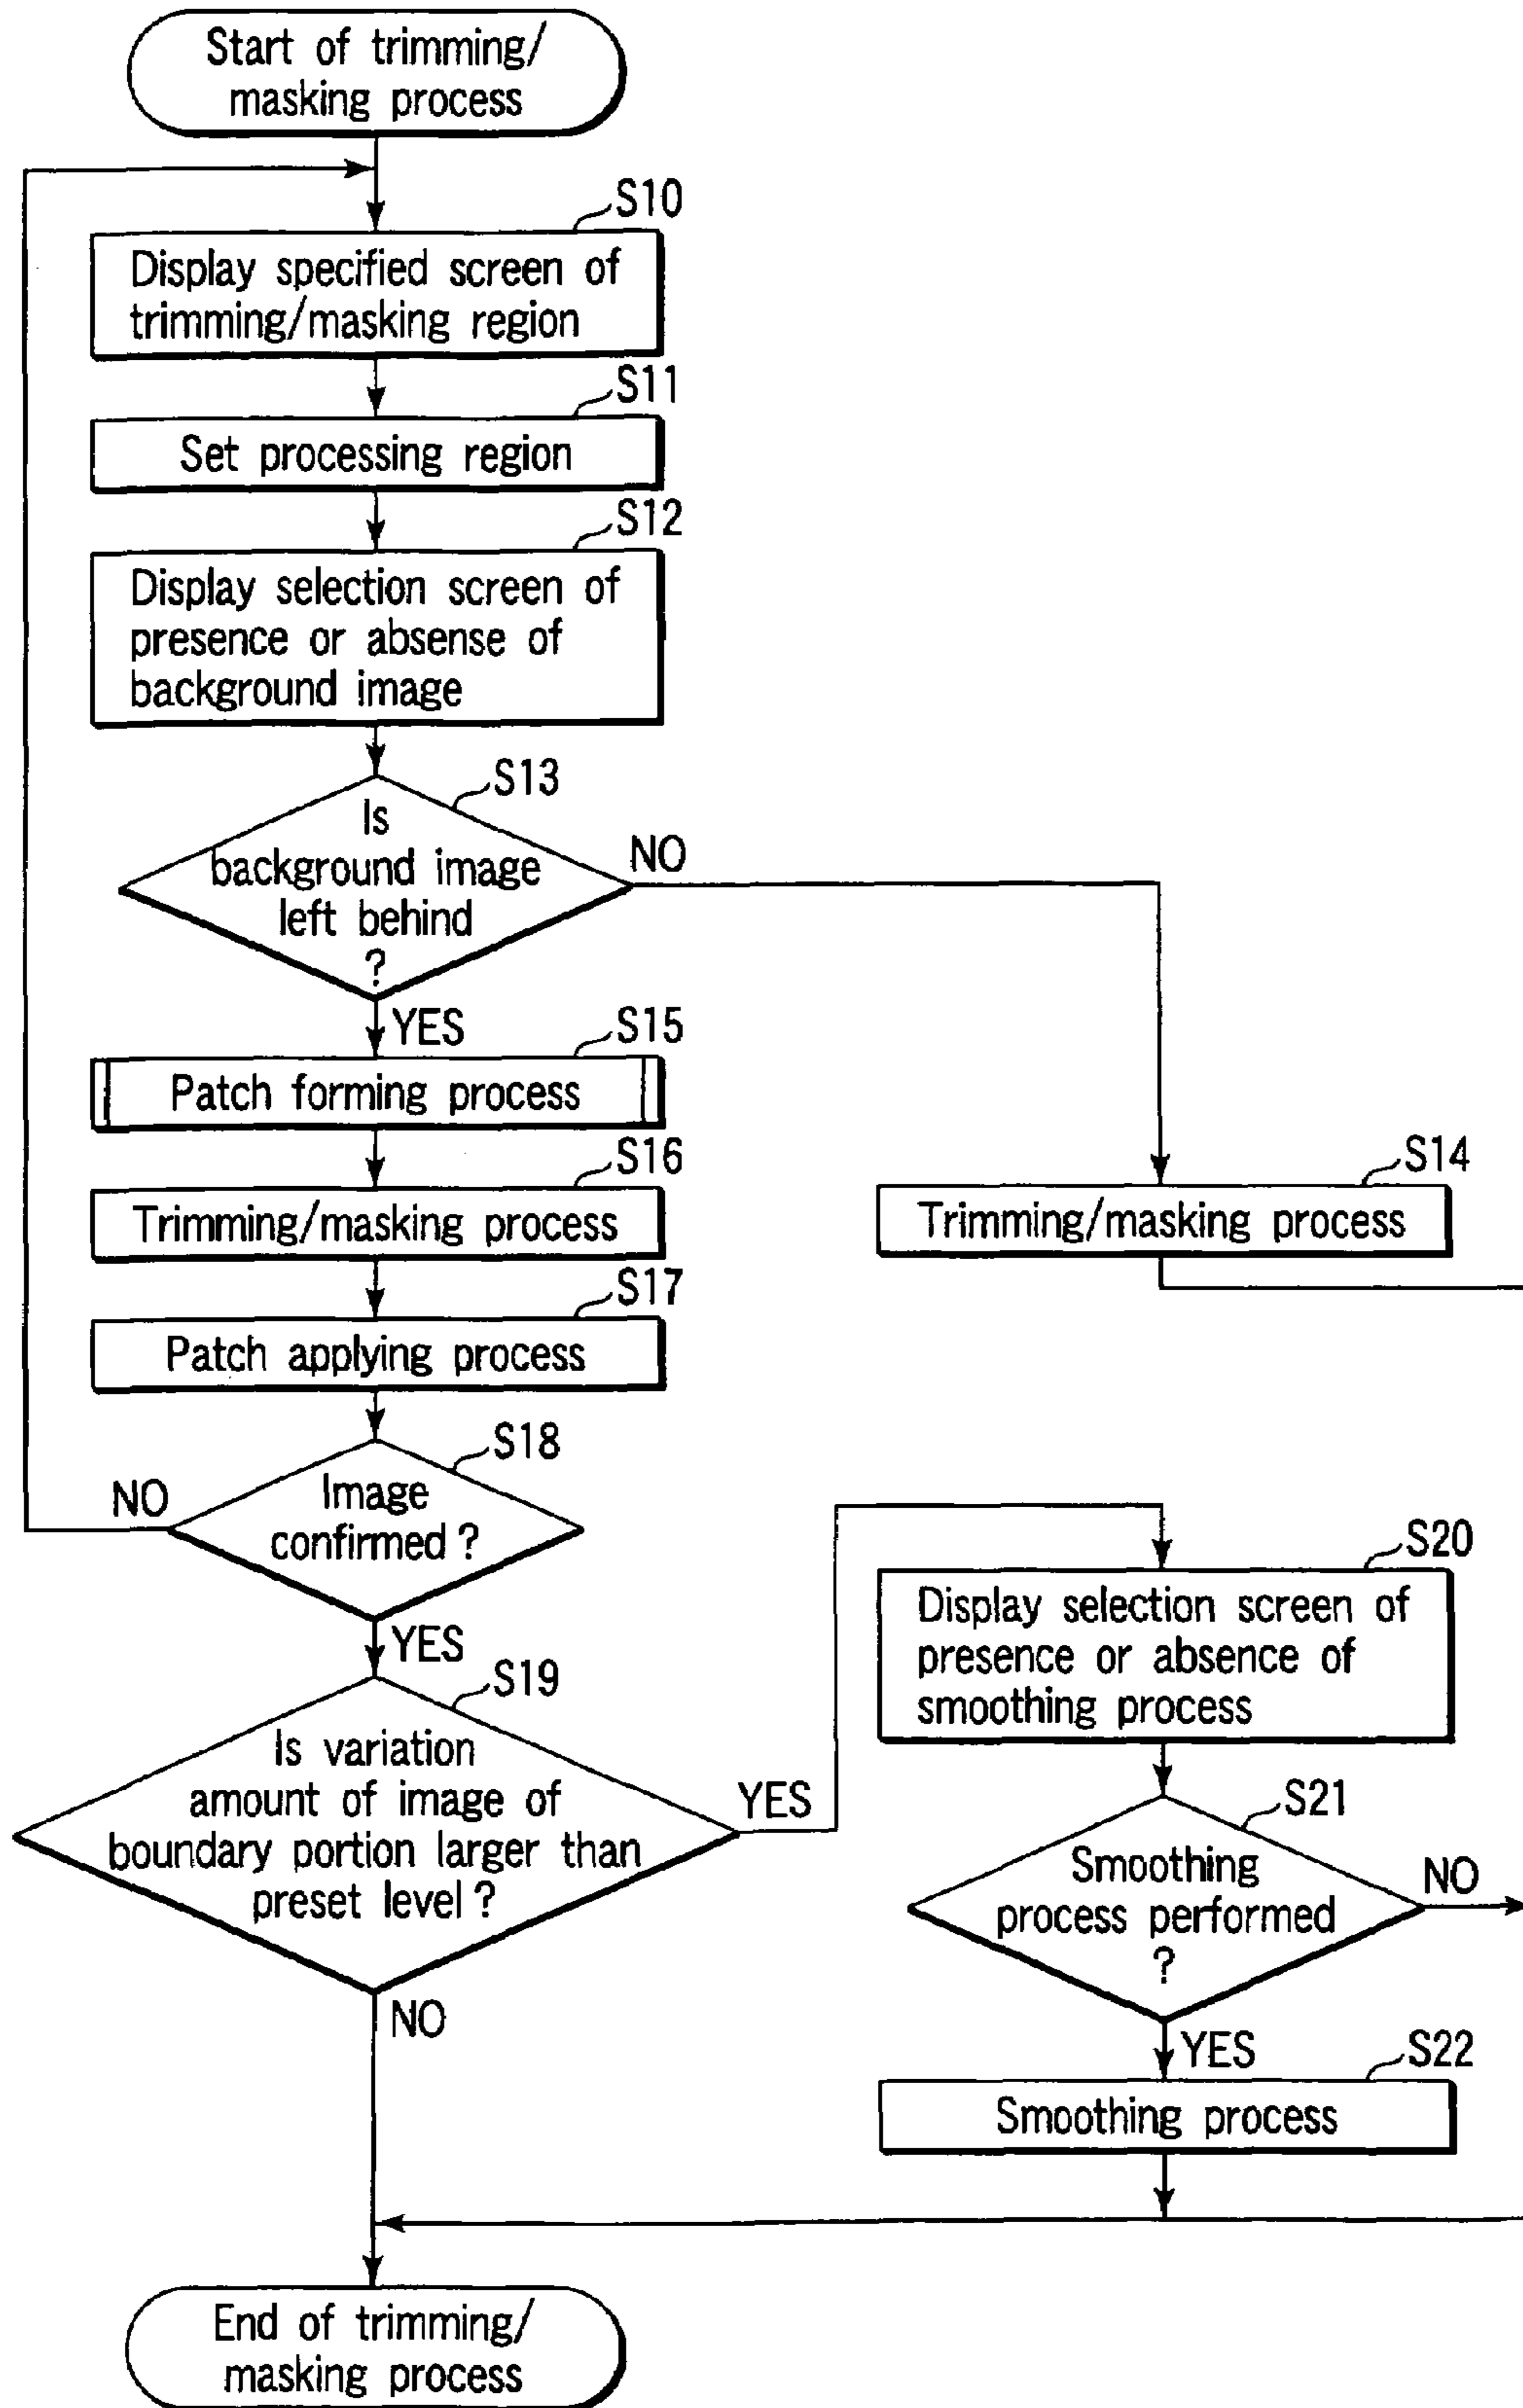 Start of trimming/
masking process
S10
Display specified screen of
trimming/masking region
S11
Set processing region
S12
Display selection screen of
presence or absense of
background image
S13
Is
background image
left behind
?
NO
YES
S15
Patch forming process
S16
Trimming/masking process
S14
Trimming/masking process
S17
Patch applying process
S18
Image
confirmed ?
NO
YES
S19
Is variation
amount of image of
boundary portion larger than
preset level ?
YES
NO
S20
Display selection screen of
presence or absence of
smoothing process
S21
Smoothing
process performed
?
NO
YES
S22
Smoothing process
End of trimming/
masking process